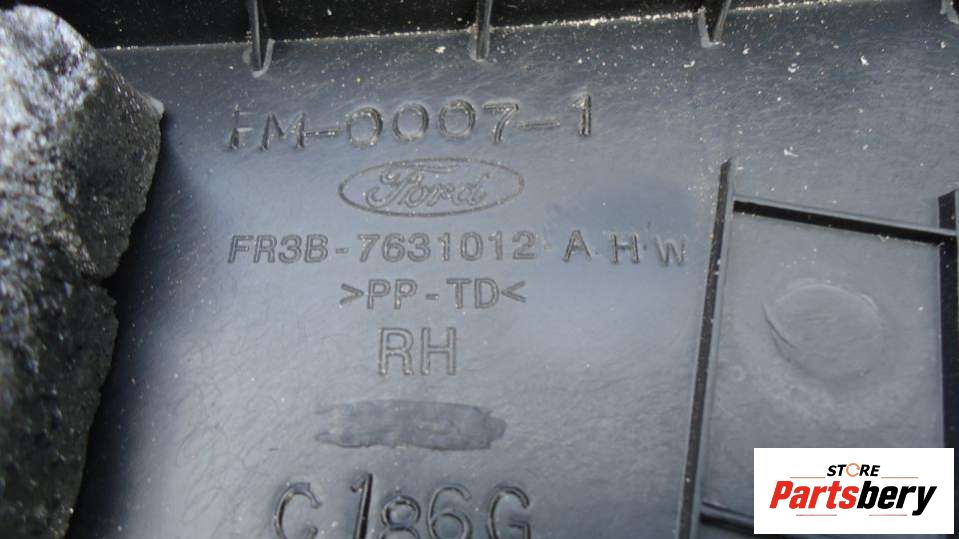 FM-0007-1
Ford
FR3B-7631012 A H W
>PP-TD<
RH
C186G
STORE
Partsbery